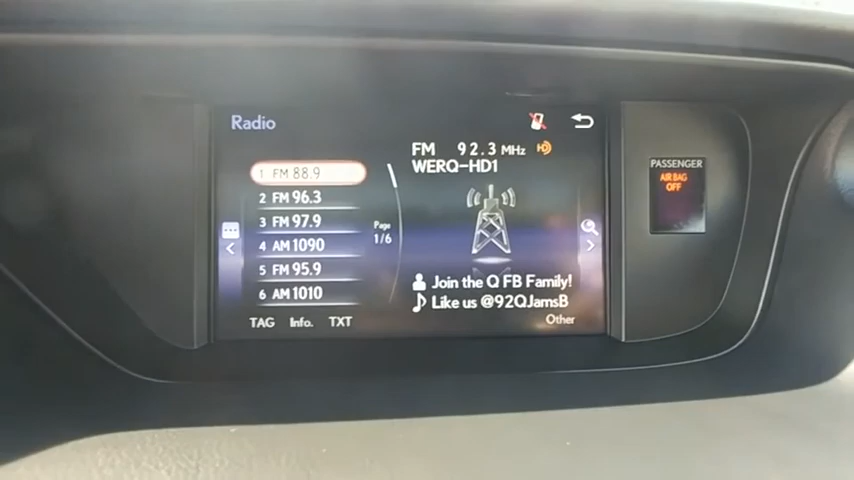 Radio
1 FM 88.9
2 FM 96.3
3 FM 97.9
4 AM 1090
5 FM 95.9
6 AM 1010
Page
1/6
TAG Info. TXT
FM 92.3 MHz HD
WERQ-HD1
Join the Q FB Family!
Like us @92QJamsB
Other
PASSENGER
AIR BAG
OFF